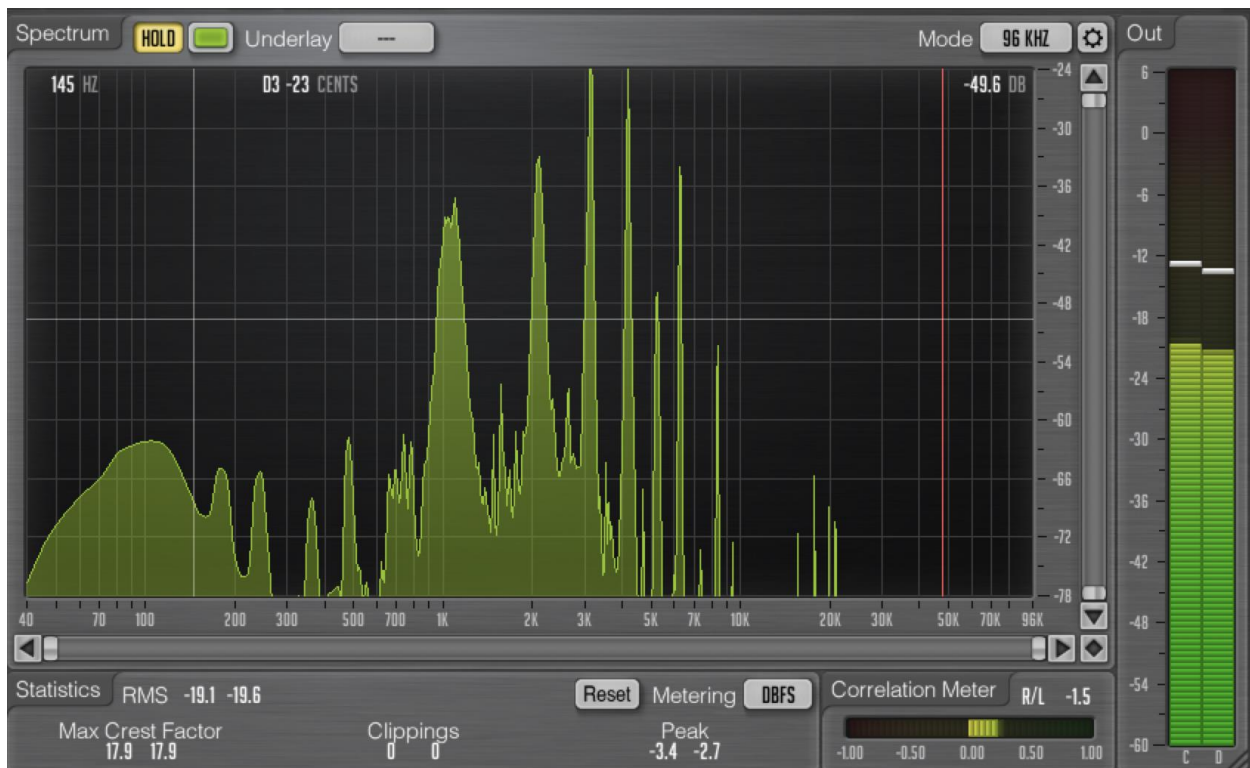 Spectrum HOLD Underlay --- Mode 96 KHZ Out
145 HZ D3 -23 CENTS -49.6 DB
-24
-30
-36
-42
-48
-54
-60
-66
-72
-78
40 70 100 200 300 500 700 1K 2K 3K 5K 7K 10K 20K 30K 50K 70K 96K
6
0
-6
-12
-18
-24
-30
-36
-42
-48
-54
-60
C D
Statistics RMS -19.1 -19.6 Reset Metering DBFS
Max Crest Factor Clippings Peak
17.9 17.9 0 0 -3.4 -2.7
Correlation Meter R/L -1.5
-1.00 -0.50 0.00 0.50 1.00